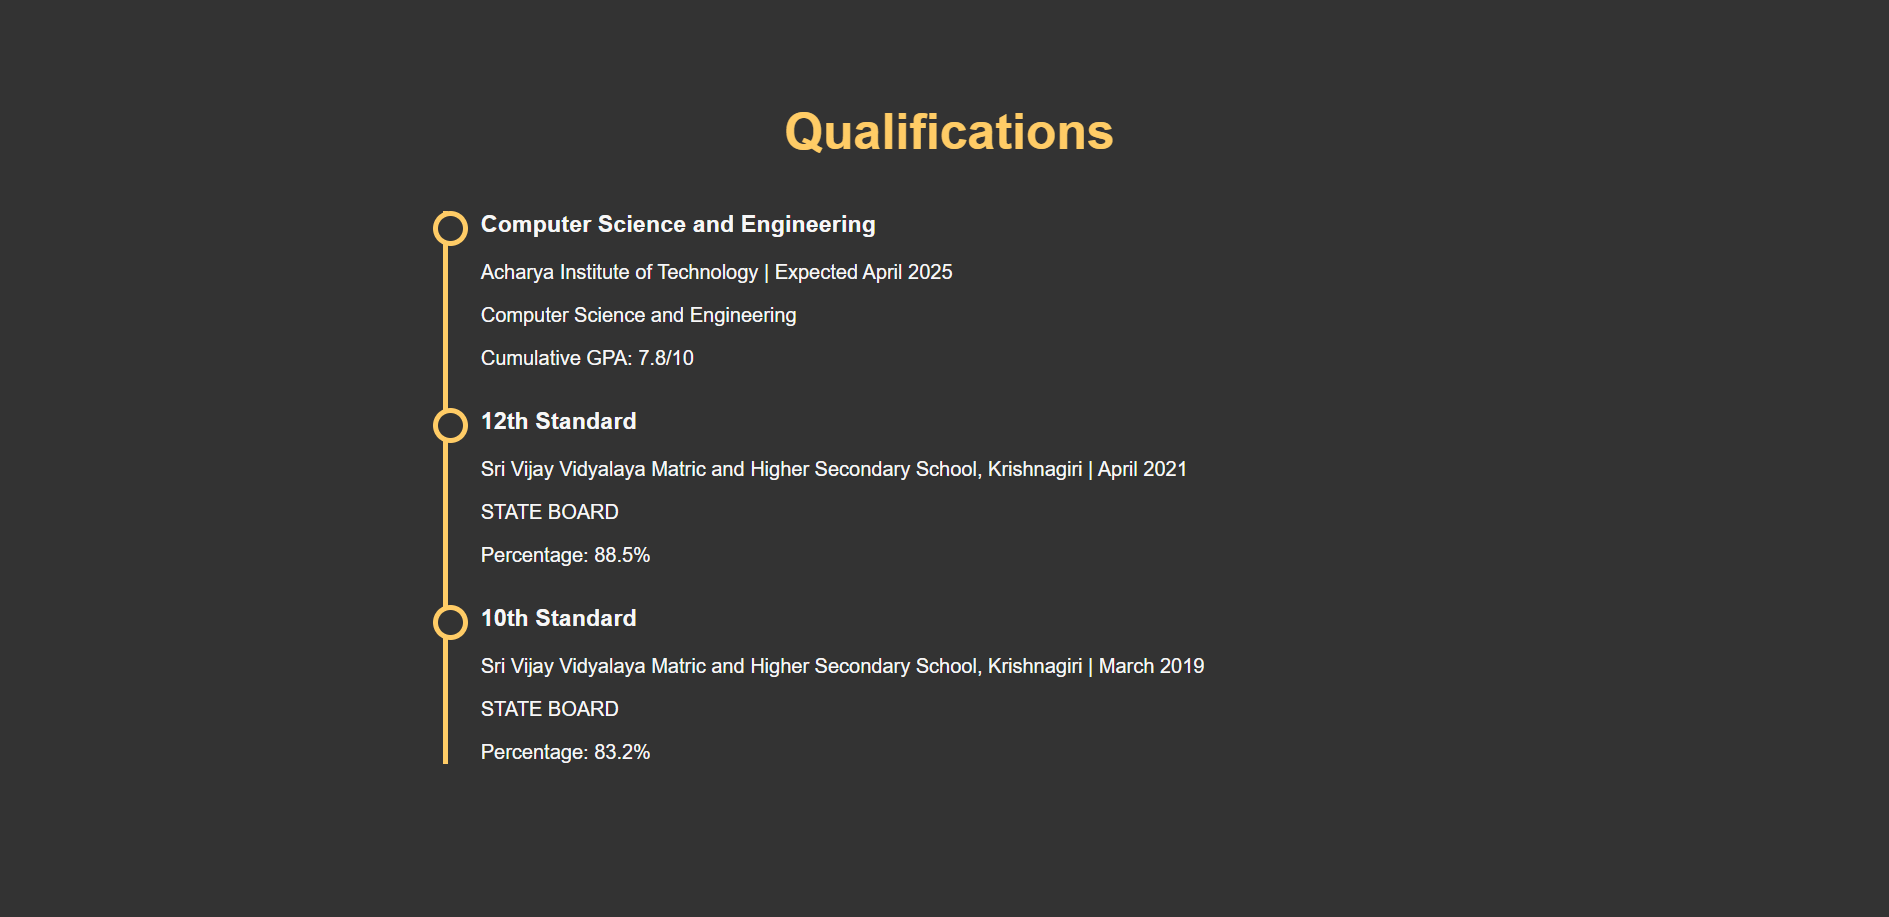 Qualifications
Computer Science and Engineering
Acharya Institute of Technology | Expected April 2025
Computer Science and Engineering
Cumulative GPA: 7.8/10
12th Standard
Sri Vijay Vidyalaya Matric and Higher Secondary School, Krishnagiri | April 2021
STATE BOARD
Percentage: 88.5%
10th Standard
Sri Vijay Vidyalaya Matric and Higher Secondary School, Krishnagiri | March 2019
STATE BOARD
Percentage: 83.2%